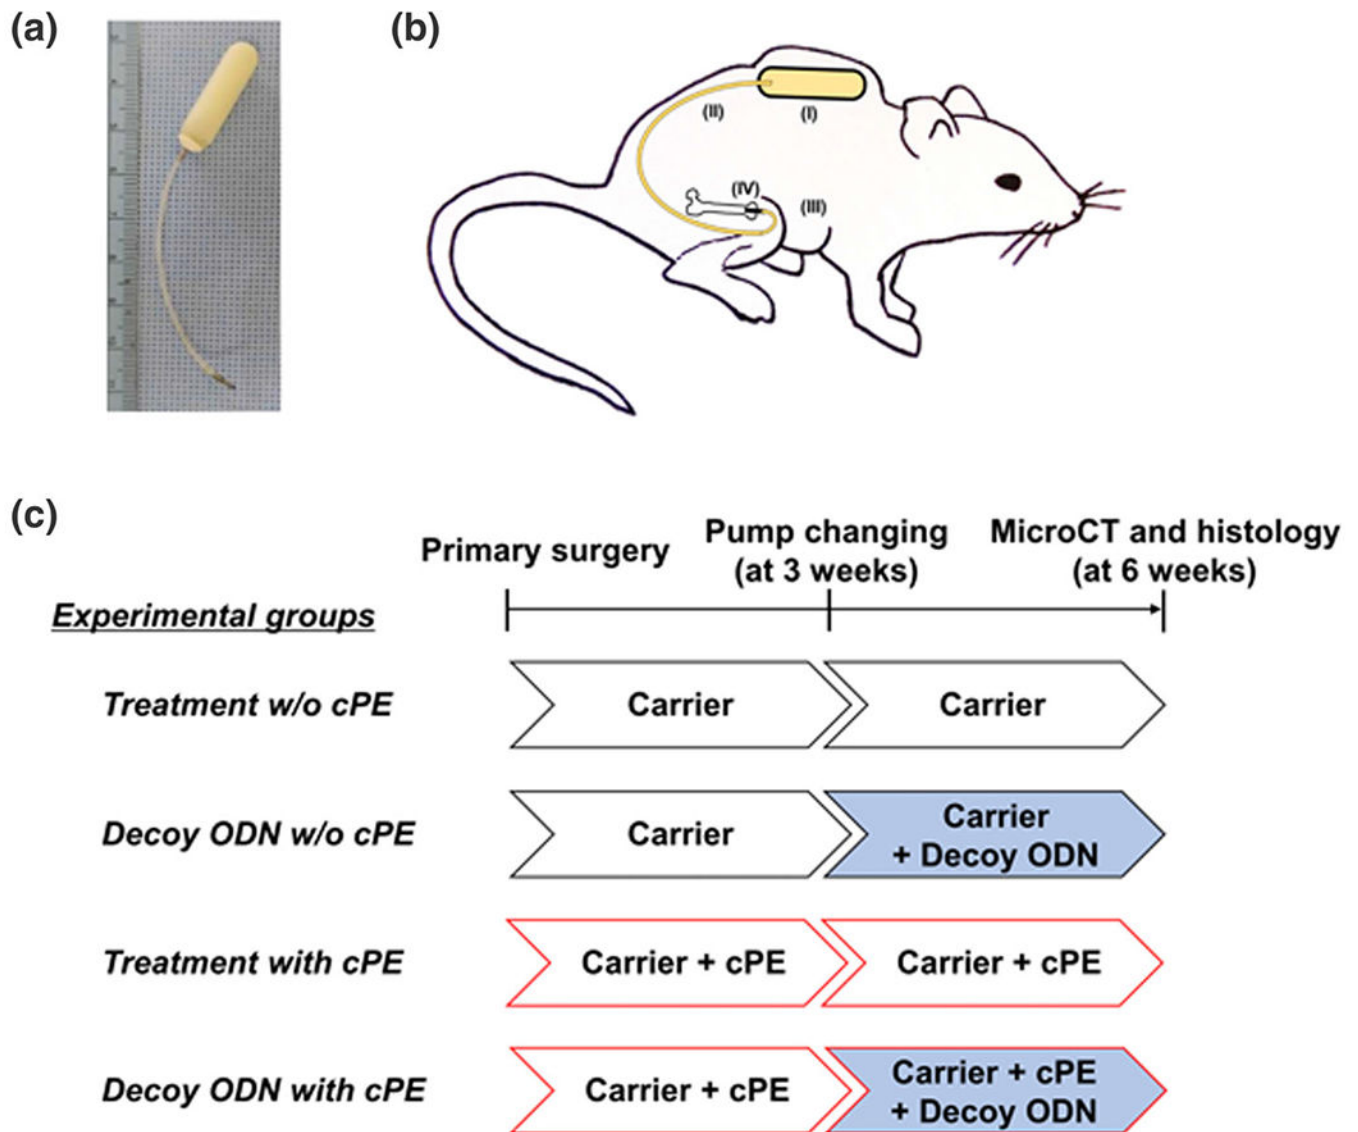 (a)
(b)
(II)
(I)
(IV)
(III)
(c)
Primary surgery
Pump changing
(at 3 weeks)
MicroCT and histology
(at 6 weeks)
Experimental groups
Treatment w/o cPE
Carrier
Carrier
Decoy ODN w/o cPE
Carrier
Carrier
+ Decoy ODN
Treatment with cPE
Carrier + cPE
Carrier + cPE
Decoy ODN with cPE
Carrier + cPE
Carrier + cPE
+ Decoy ODN